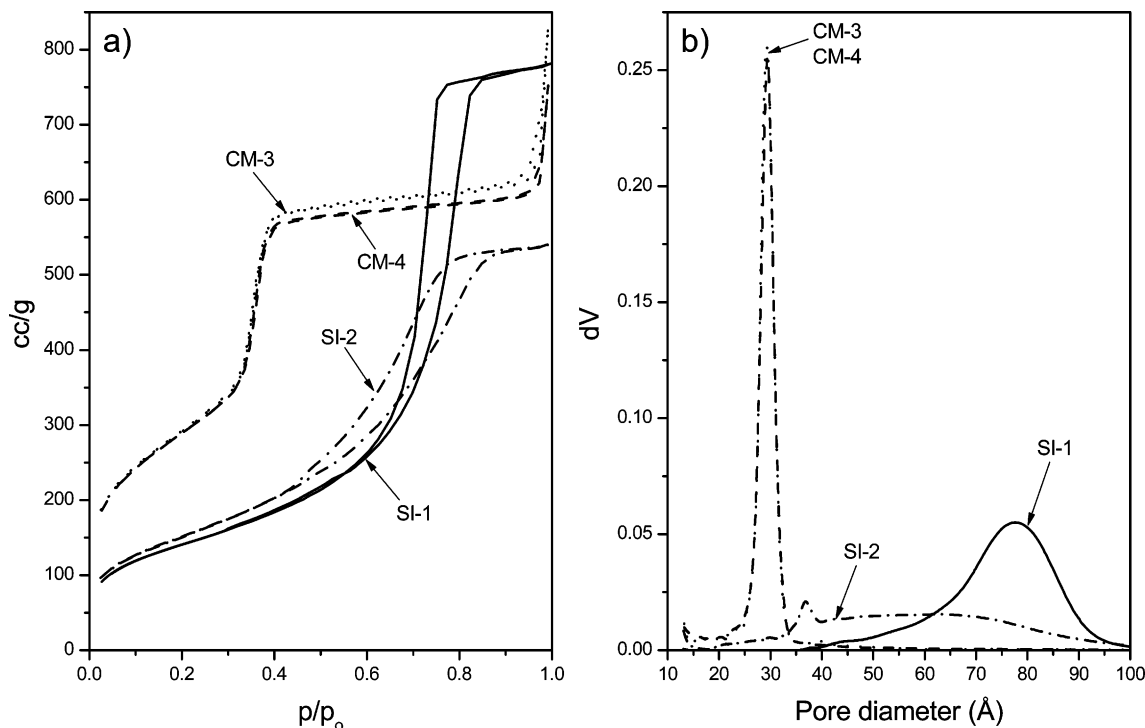 a)
800
700
600
500
400
300
200
100
0
cc/g
0.0 0.2 0.4 0.6 0.8 1.0
p/p₀
CM-3
CM-4
SI-2
SI-1
b)
0.25
0.20
0.15
0.10
0.05
0.00
dV
10 20 30 40 50 60 70 80 90 100
Pore diameter (Å)
CM-3
CM-4
SI-1
SI-2